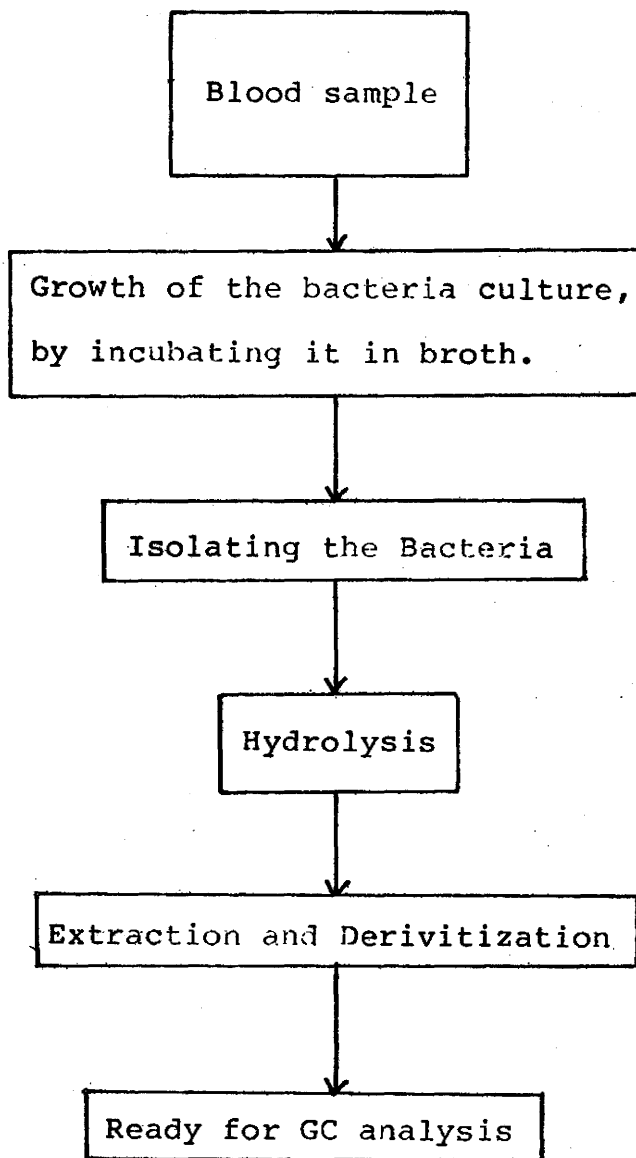 Blood sample
Growth of the bacteria culture,
by incubating it in broth.
Isolating the Bacteria
Hydrolysis
Extraction and Derivitization
Ready for GC analysis